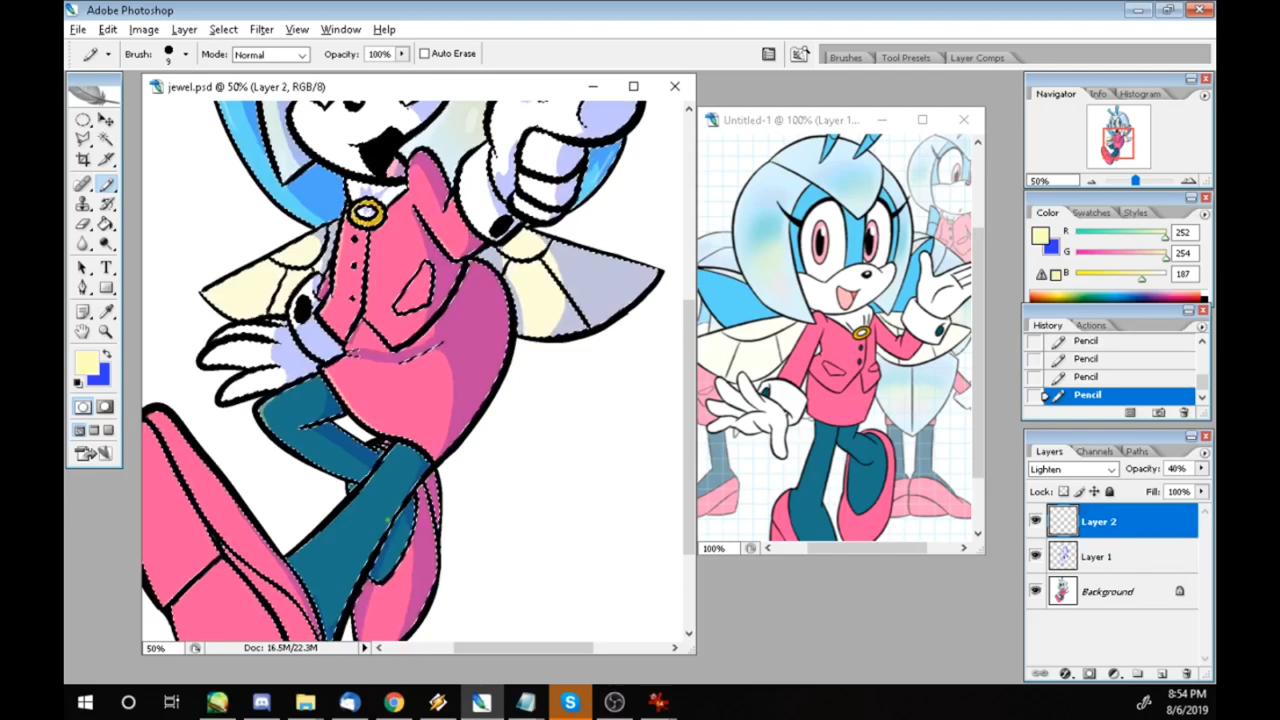 Adobe Photoshop
File Edit Image Layer Select Filter View Window Help
Brush: 9 Mode: Normal Opacity: 100% Auto Erase
Brushes Tool Presets Layer Comps
jewel.psd @ 50% (Layer 2, RGB/8)
Untitled-1 @ 100% (Layer 1...
Navigator Info Histogram
50%
Color Swatches Styles
R 252
G 254
B 187
History Actions
Pencil
Pencil
Pencil
Pencil
Layers Channels Paths
Lighten Opacity: 40%
Lock: Fill: 100%
Layer 2
Layer 1
Background
100%
50% Doc: 16.5M/22.3M
8:54 PM
8/6/2019